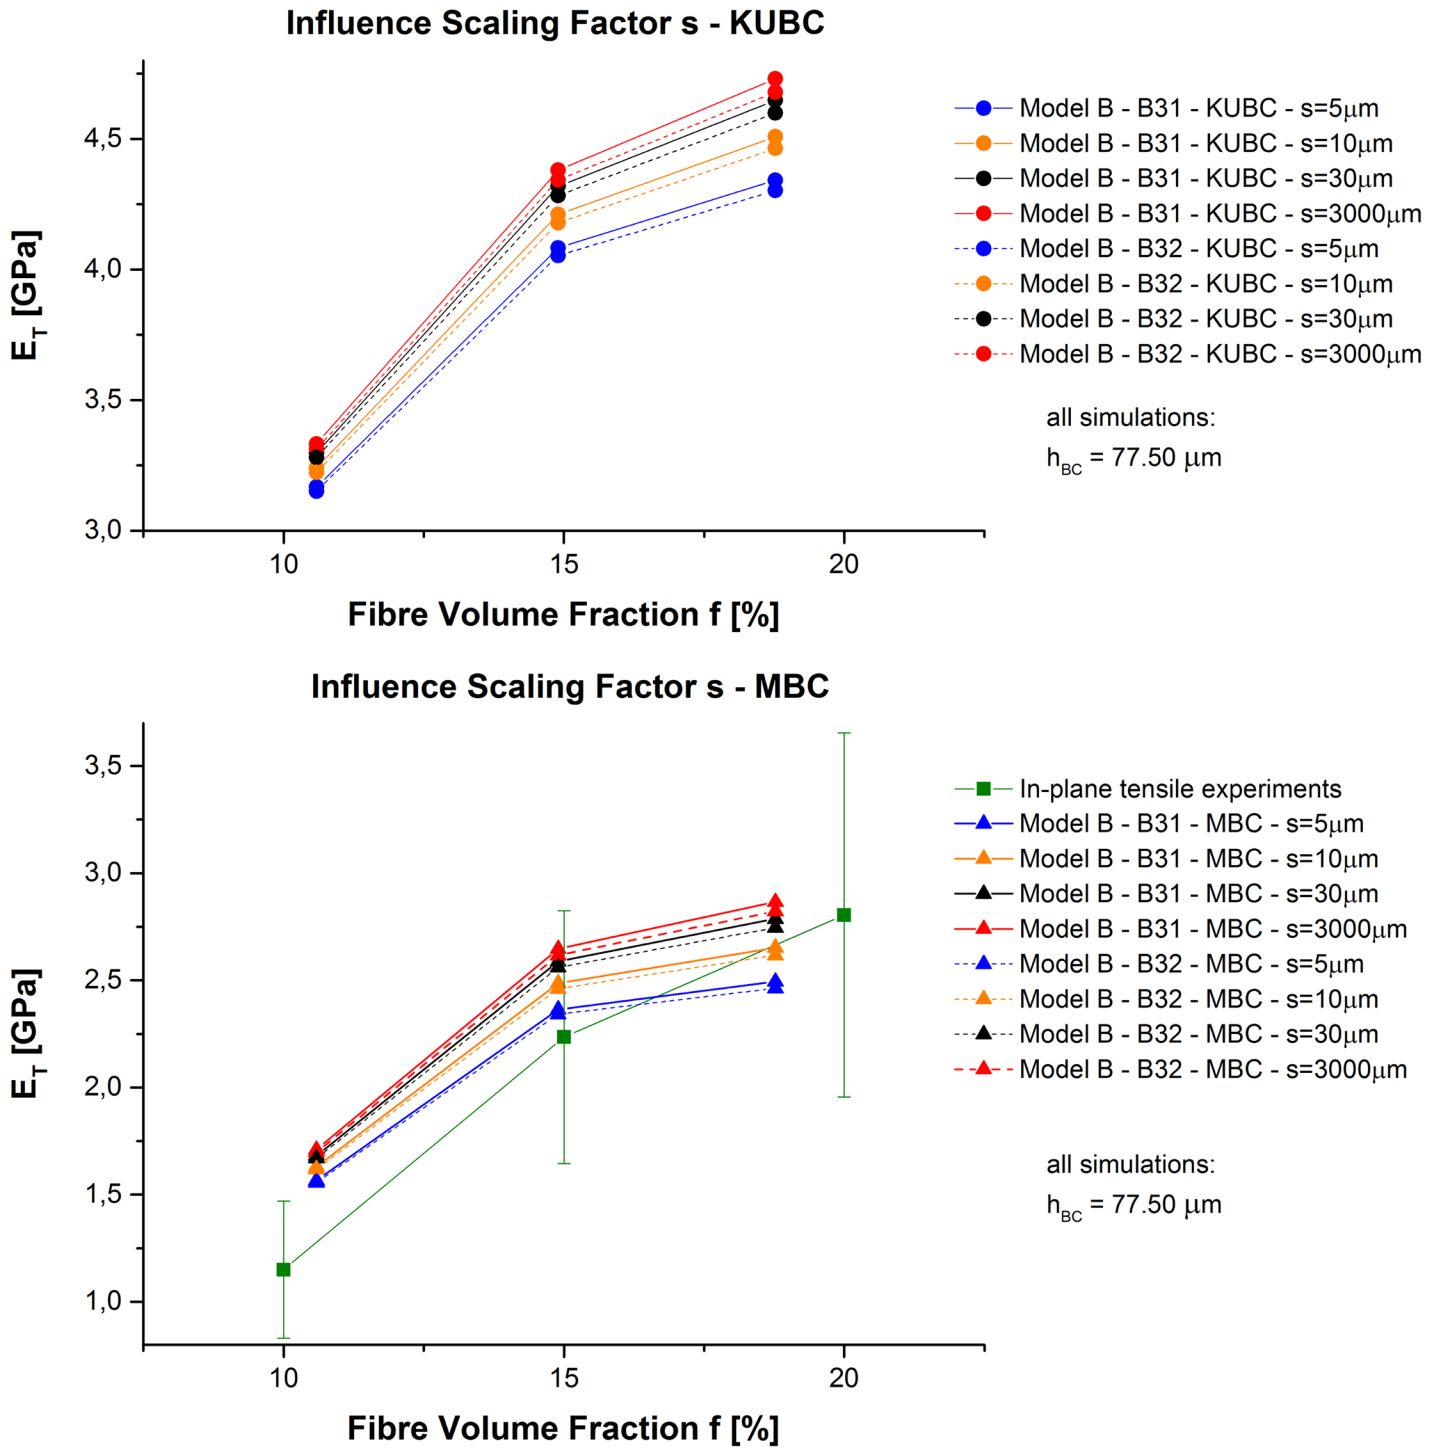 Influence Scaling Factor s - KUBC
4,5
4,0
3,5
3,0
E_T [GPa]
10
15
20
Fibre Volume Fraction f [%]
Model B - B31 - KUBC - s=5μm
Model B - B31 - KUBC - s=10μm
Model B - B31 - KUBC - s=30μm
Model B - B31 - KUBC - s=3000μm
Model B - B32 - KUBC - s=5μm
Model B - B32 - KUBC - s=10μm
Model B - B32 - KUBC - s=30μm
Model B - B32 - KUBC - s=3000μm
all simulations:
h_BC = 77.50 μm
Influence Scaling Factor s - MBC
3,5
3,0
2,5
2,0
1,5
1,0
E_T [GPa]
10
15
20
Fibre Volume Fraction f [%]
In-plane tensile experiments
Model B - B31 - MBC - s=5μm
Model B - B31 - MBC - s=10μm
Model B - B31 - MBC - s=30μm
Model B - B31 - MBC - s=3000μm
Model B - B32 - MBC - s=5μm
Model B - B32 - MBC - s=10μm
Model B - B32 - MBC - s=30μm
Model B - B32 - MBC - s=3000μm
all simulations:
h_BC = 77.50 μm